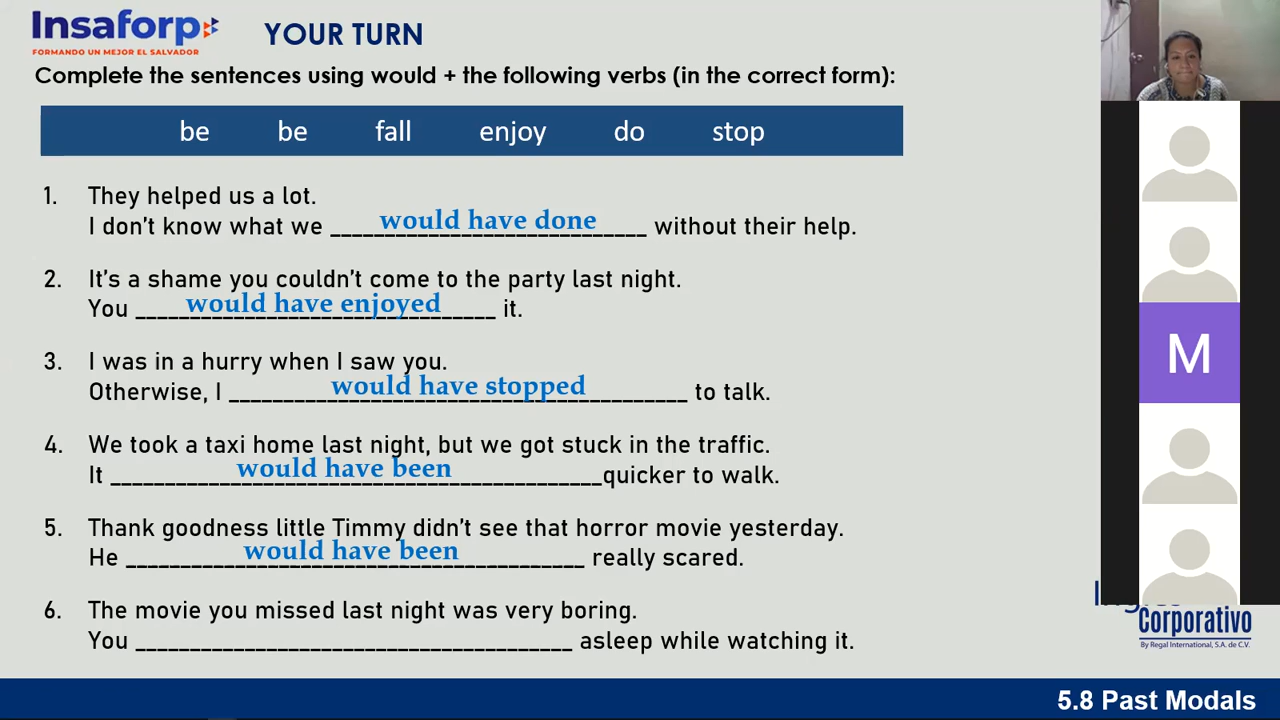 Insaforp
FORMANDO UN MEJOR EL SALVADOR
YOUR TURN
Complete the sentences using would + the following verbs (in the correct form):
be be fall enjoy do stop
1. They helped us a lot.
I don't know what we would have done without their help.
2. It's a shame you couldn't come to the party last night.
You would have enjoyed it.
3. I was in a hurry when I saw you.
Otherwise, I would have stopped to talk.
4. We took a taxi home last night, but we got stuck in the traffic.
It would have been quicker to walk.
5. Thank goodness little Timmy didn't see that horror movie yesterday.
He would have been really scared.
6. The movie you missed last night was very boring.
You ______________________________________ asleep while watching it.
M
Corporativo
By Regal International, S.A. de C.V.
5.8 Past Modals